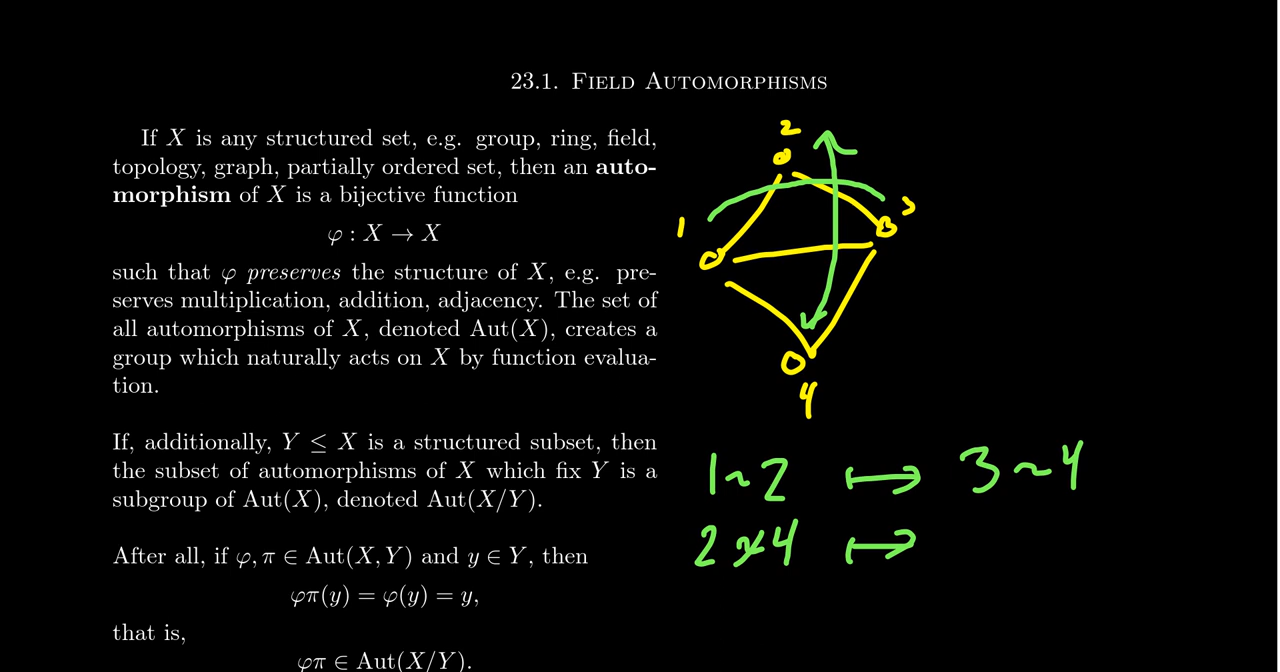 23.1. Field Automorphisms
If X is any structured set, e.g. group, ring, field,
topology, graph, partially ordered set, then an auto-
morphism of X is a bijective function
φ : X → X
such that φ preserves the structure of X, e.g. pre-
serves multiplication, addition, adjacency. The set of
all automorphisms of X, denoted Aut(X), creates a
group which naturally acts on X by function evalua-
tion.
If, additionally, Y ≤ X is a structured subset, then
the subset of automorphisms of X which fix Y is a
subgroup of Aut(X), denoted Aut(X/Y).
After all, if φ, π ∈ Aut(X, Y) and y ∈ Y, then
φπ(y) = φ(y) = y,
that is,
φπ ∈ Aut(X/Y).
2
1
3
4
1 ~ 2 ↦ 3 ~ 4
2 ≁ 4 ↦